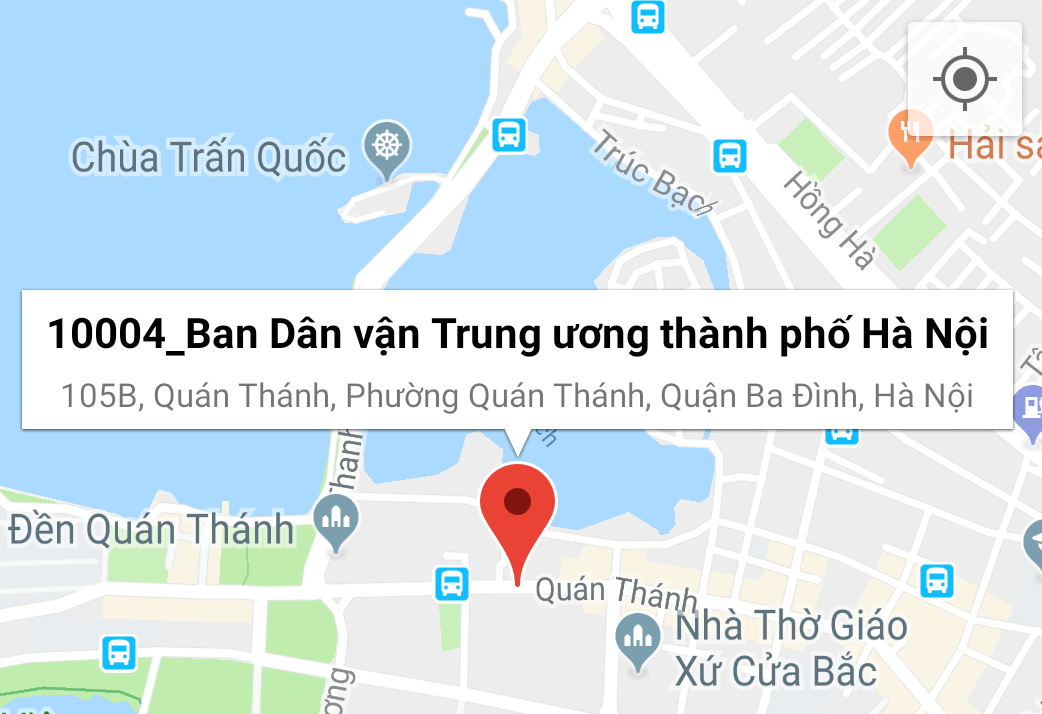 Chùa Trấn Quốc
Trúc Bạch
Hải sả
Hồng Hà
10004_Ban Dân vận Trung ương thành phố Hà Nội
105B, Quán Thánh, Phường Quán Thánh, Quận Ba Đình, Hà Nội
Đền Quán Thánh
Quán Thánh
Nhà Thờ Giáo
Xứ Cửa Bắc